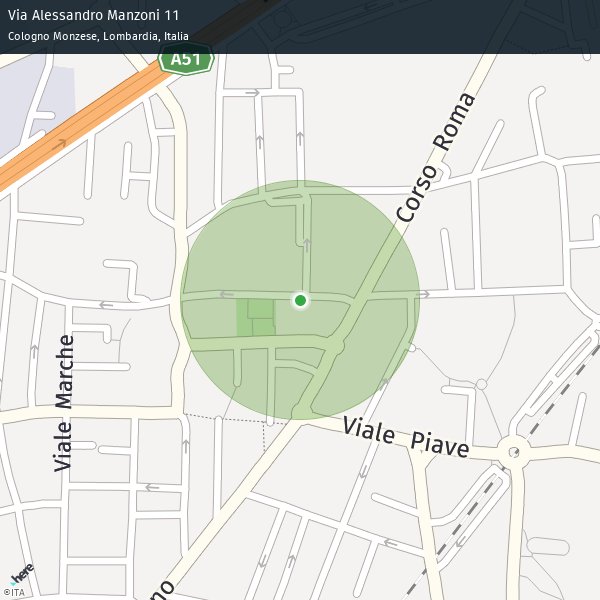 Via Alessandro Manzoni 11
Cologno Monzese, Lombardia, Italia
A51
Corso Roma
Viale Marche
Viale Piave
no
here
©ITA